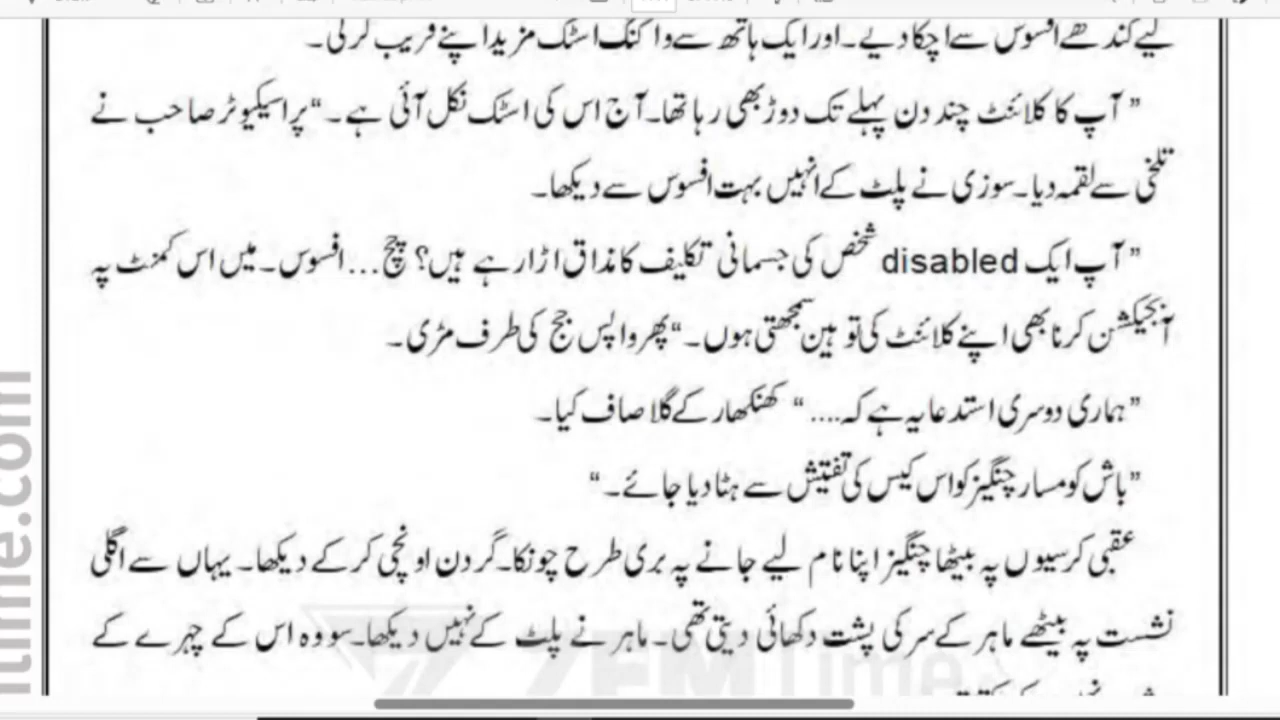 لیے کندھے افسوس سے اچکا دیے۔ اور ایک ہاتھ سے واکنگ اسٹک مزید اپنے قریب کر لی۔
” آپ کا کلائنٹ چند دن پہلے تک دوڑ بھی رہا تھا۔ آج اس کی اسٹک نکل آئی ہے۔“ پراسیکیوٹر صاحب نے
تلخی سے لقمہ دیا۔ سوزی نے پلٹ کے انہیں بہت افسوس سے دیکھا۔
” آپ ایک disabled شخص کی جسمانی تکلیف کا مذاق اڑا رہے ہیں؟ چچ...افسوس۔ میں اس کمنٹ پہ
آبجیکشن کرنا بھی اپنے کلائنٹ کی توہین سمجھتی ہوں۔“ پھر واپس جج کی طرف مڑی۔
”ہماری دوسری استدعا یہ ہے کہ....“ کھنکھار کے گلا صاف کیا۔
”باش کومسار چنگیز کو اس کیس کی تفتیش سے ہٹا دیا جائے۔“
عقبی کرسیوں پہ بیٹھا چنگیز اپنا نام لیے جانے پہ بری طرح چونکا۔ گردن اونچی کر کے دیکھا۔ یہاں سے اگلی
نشست پہ بیٹھے ماہر کے سر کی پشت دکھائی دیتی تھی۔ ماہر نے پلٹ کے نہیں دیکھا۔ سو وہ اس کے چہرے کے
ZEM Time
time.com